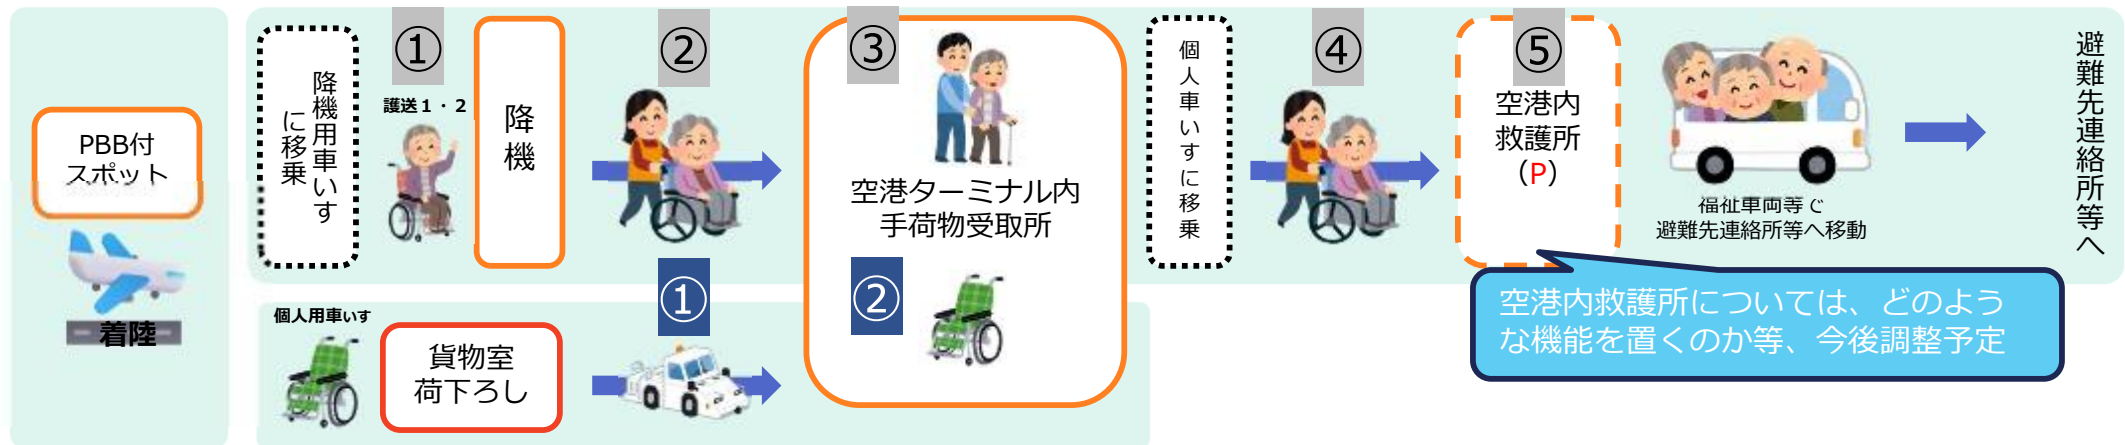 PBB付
スポット
着陸
降機用車いす
に移乗
①
護送1・2
降
機
②
③
空港ターミナル内
手荷物受取所
②
個人車いすに移乗
④
⑤
空港内
救護所
(P)
福祉車両等で
避難先連絡所等へ移動
避難先連絡所等へ
空港内救護所については、どのよう
な機能を置くのか等、今後調整予定
個人用車いす
貨物室
荷下ろし
①